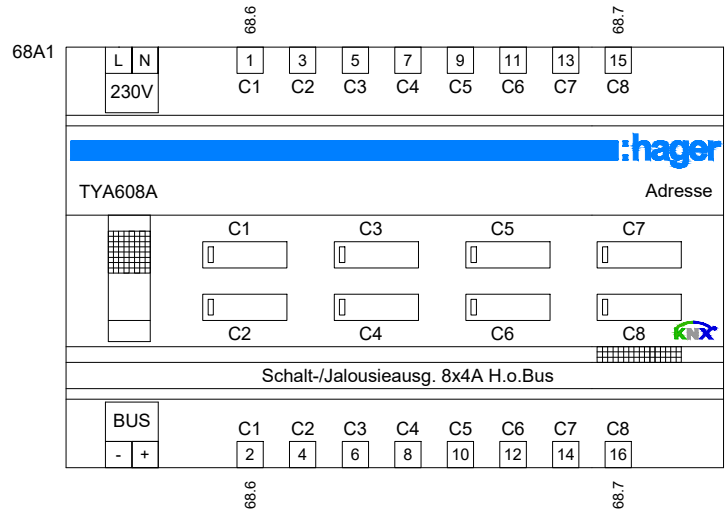 68.6 68.7
68A1
L N 1 3 5 7 9 11 13 15
230V C1 C2 C3 C4 C5 C6 C7 C8
:hager
TYA608A Adresse
C1 C3 C5 C7
C2 C4 C6 C8 KNX
Schalt-/Jalousieausg. 8x4A H.o.Bus
BUS C1 C2 C3 C4 C5 C6 C7 C8
- + 2 4 6 8 10 12 14 16
68.6 68.7